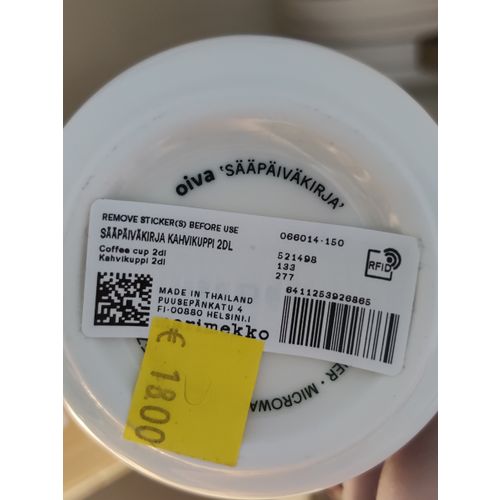 oiva 'SÄÄPÄIVÄKIRJA'
REMOVE STICKER(S) BEFORE USE
SÄÄPÄIVÄKIRJA KAHVIKUPPI 2DL
Coffee cup 2dl
Kahvikuppi 2dl
066014-150
521498
133
277
RFID
MADE IN THAILAND
PUUSEPÄNKATU 4
FI-00880 HELSINKI
marimekko
6411253926865
€ 18.00
MICROWA